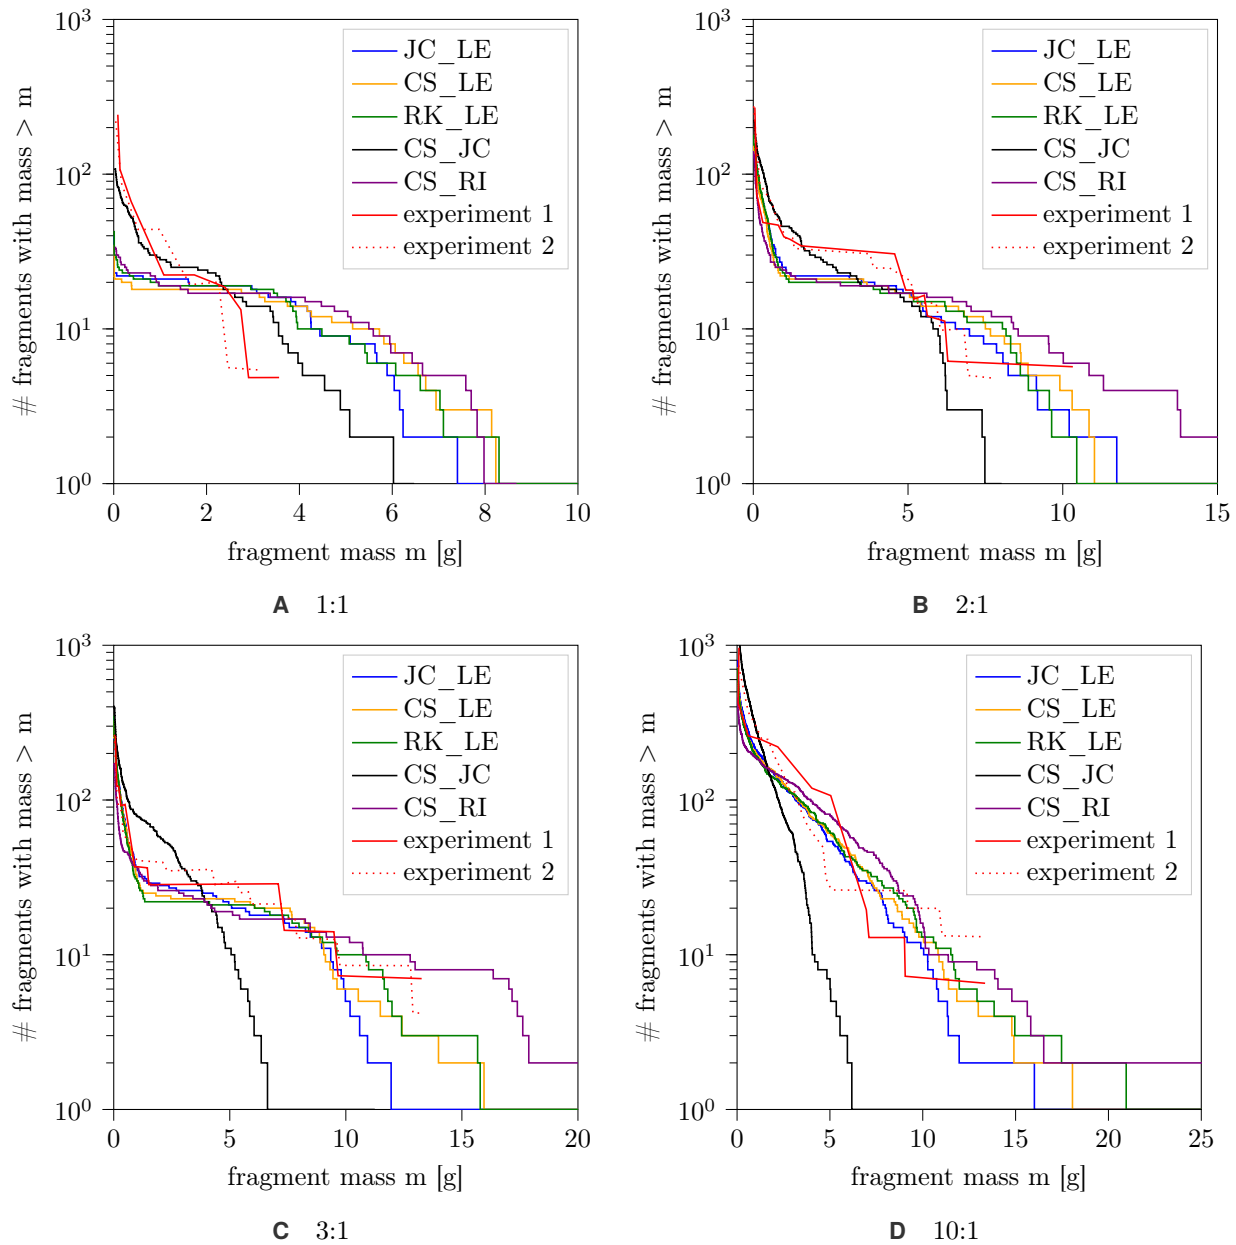 # fragments with mass > m
10³
10²
10¹
10⁰
JC_LE
CS_LE
RK_LE
CS_JC
CS_RI
experiment 1
experiment 2
0 2 4 6 8 10
fragment mass m [g]
A 1:1
# fragments with mass > m
10³
10²
10¹
10⁰
JC_LE
CS_LE
RK_LE
CS_JC
CS_RI
experiment 1
experiment 2
0 5 10 15
fragment mass m [g]
B 2:1
# fragments with mass > m
10³
10²
10¹
10⁰
JC_LE
CS_LE
RK_LE
CS_JC
CS_RI
experiment 1
experiment 2
0 5 10 15 20
fragment mass m [g]
C 3:1
# fragments with mass > m
10³
10²
10¹
10⁰
JC_LE
CS_LE
RK_LE
CS_JC
CS_RI
experiment 1
experiment 2
0 5 10 15 20 25
fragment mass m [g]
D 10:1